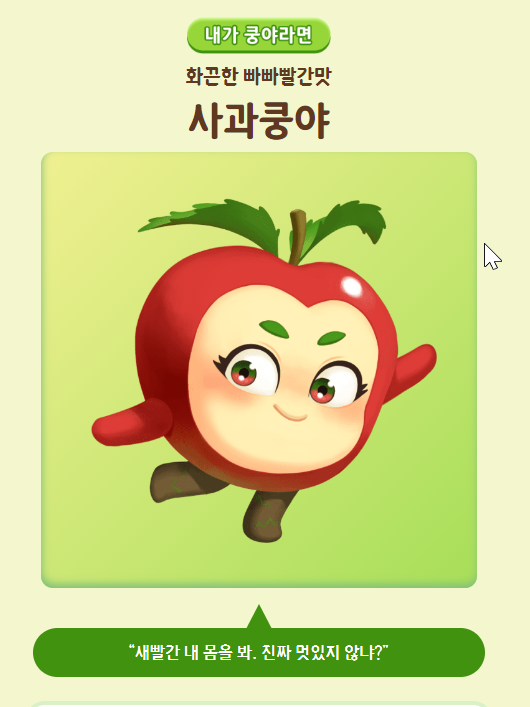 내가 쿵야라면
화끈한 빠빠빨간맛
사과쿵야
“새빨간 내 몸을 봐. 진짜 멋있지 않냐?”